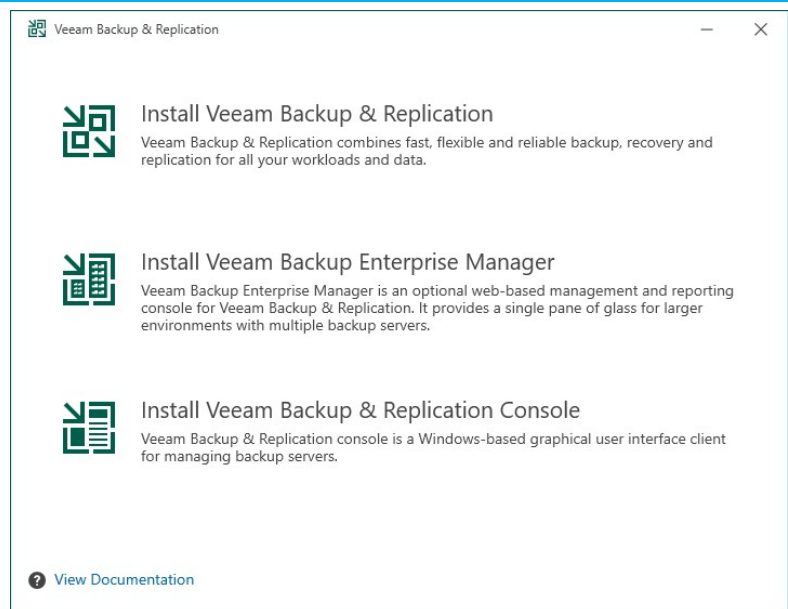 Veeam Backup & Replication
Install Veeam Backup & Replication
Veeam Backup & Replication combines fast, flexible and reliable backup, recovery and
replication for all your workloads and data.
Install Veeam Backup Enterprise Manager
Veeam Backup Enterprise Manager is an optional web-based management and reporting
console for Veeam Backup & Replication. It provides a single pane of glass for larger
environments with multiple backup servers.
Install Veeam Backup & Replication Console
Veeam Backup & Replication console is a Windows-based graphical user interface client
for managing backup servers.
? View Documentation